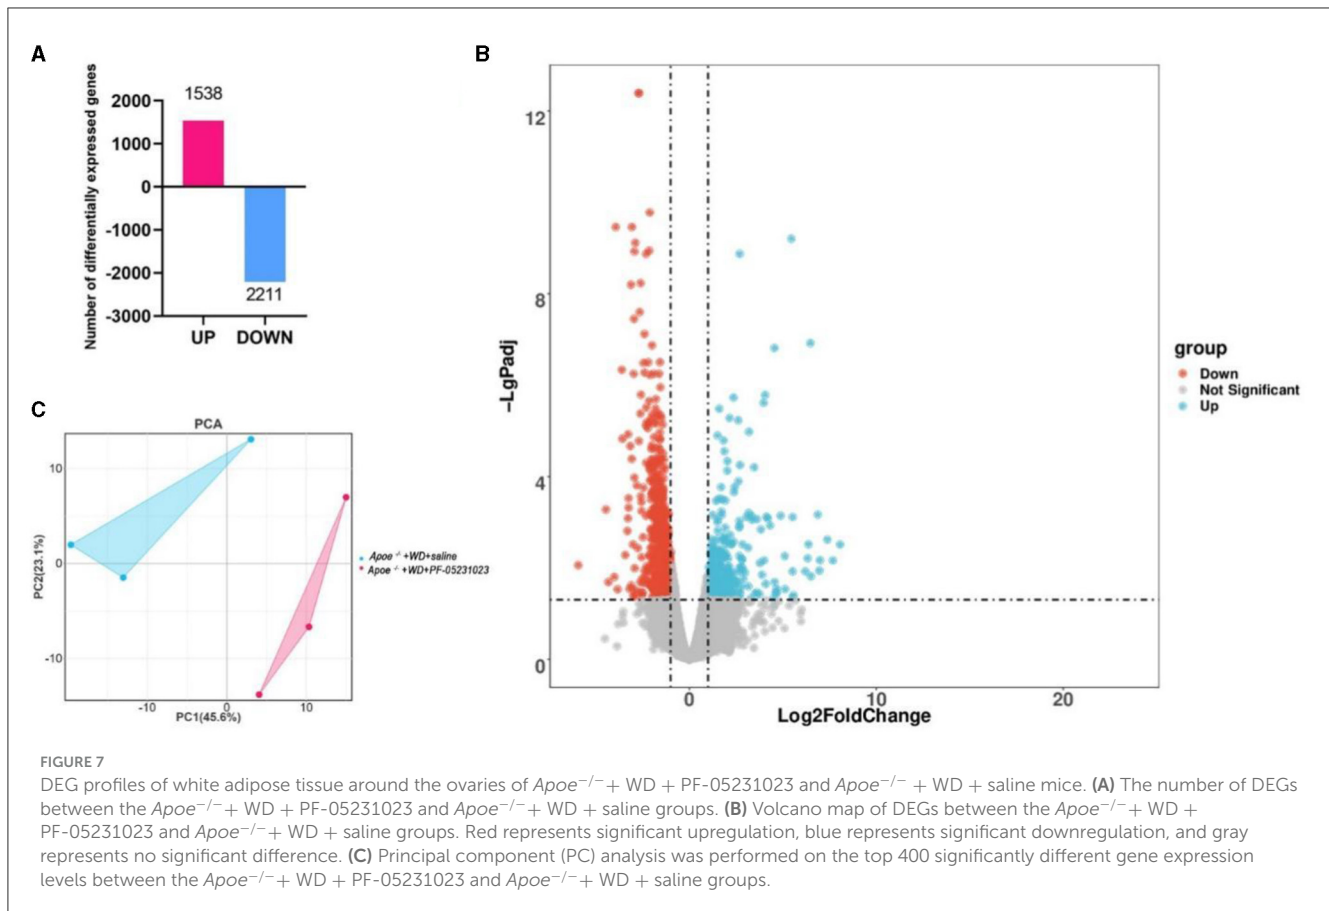 A
Number of differentially expressed genes
1538
2000
1000
0
-1000
-2000
-3000
2211
UP DOWN
B
-LgPadj
12
8
4
0
0 10 20
Log2FoldChange
group
Down
Not Significant
Up
C
PCA
PC2(23.1%)
10
0
-10
-10 0 10
PC1(45.6%)
Apoe -/- +WD+saline
Apoe -/- +WD+PF-05231023
FIGURE 7
DEG profiles of white adipose tissue around the ovaries of Apoe−/−+ WD + PF-05231023 and Apoe−/− + WD + saline mice. (A) The number of DEGs
between the Apoe−/−+ WD + PF-05231023 and Apoe−/−+ WD + saline groups. (B) Volcano map of DEGs between the Apoe−/−+ WD +
PF-05231023 and Apoe−/−+ WD + saline groups. Red represents significant upregulation, blue represents significant downregulation, and gray
represents no significant difference. (C) Principal component (PC) analysis was performed on the top 400 significantly different gene expression
levels between the Apoe−/−+ WD + PF-05231023 and Apoe−/−+ WD + saline groups.